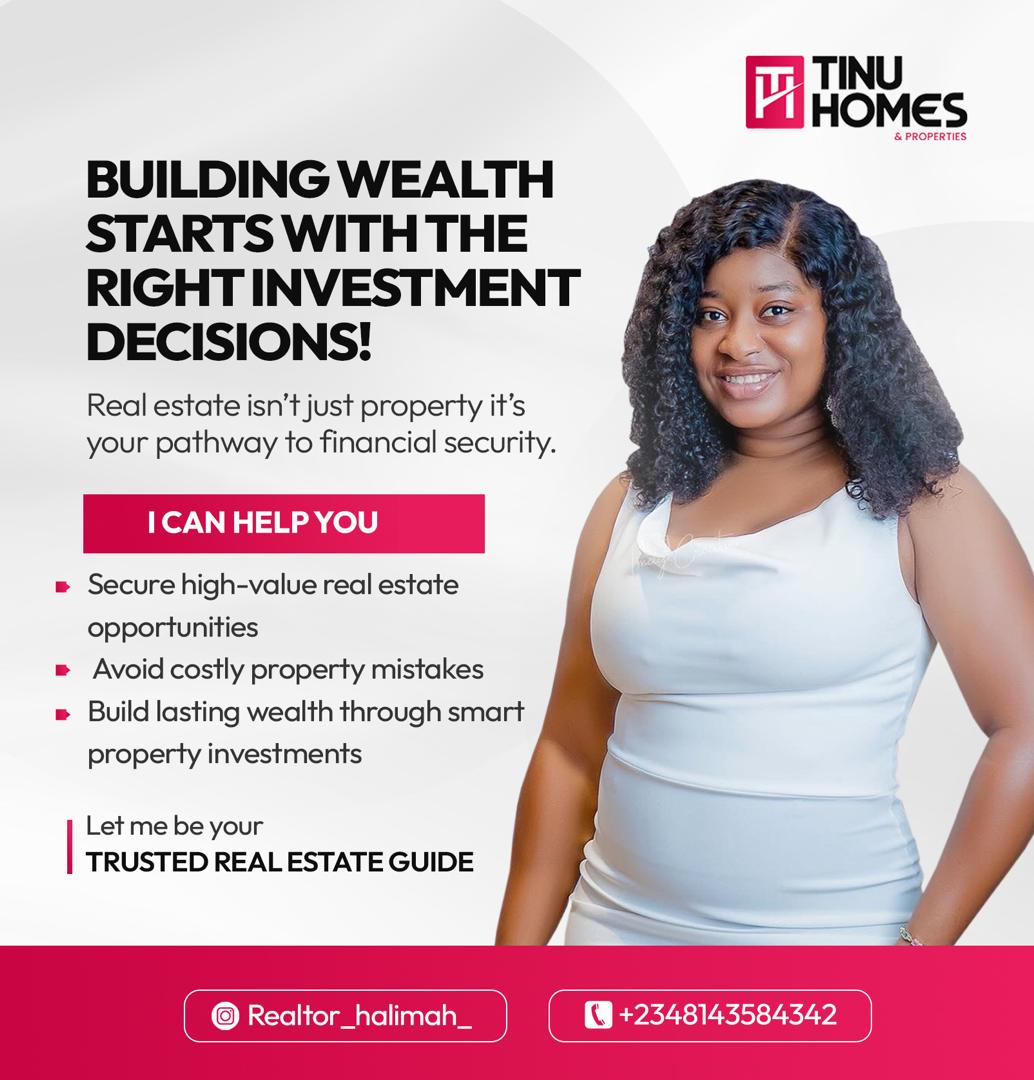 TINU
HOMES
& PROPERTIES
BUILDING WEALTH
STARTS WITH THE
RIGHT INVESTMENT
DECISIONS!
Real estate isn't just property it's
your pathway to financial security.
I CAN HELP YOU
Secure high-value real estate
opportunities
Avoid costly property mistakes
Build lasting wealth through smart
property investments
Let me be your
TRUSTED REAL ESTATE GUIDE
Realtor_halimah_
+2348143584342